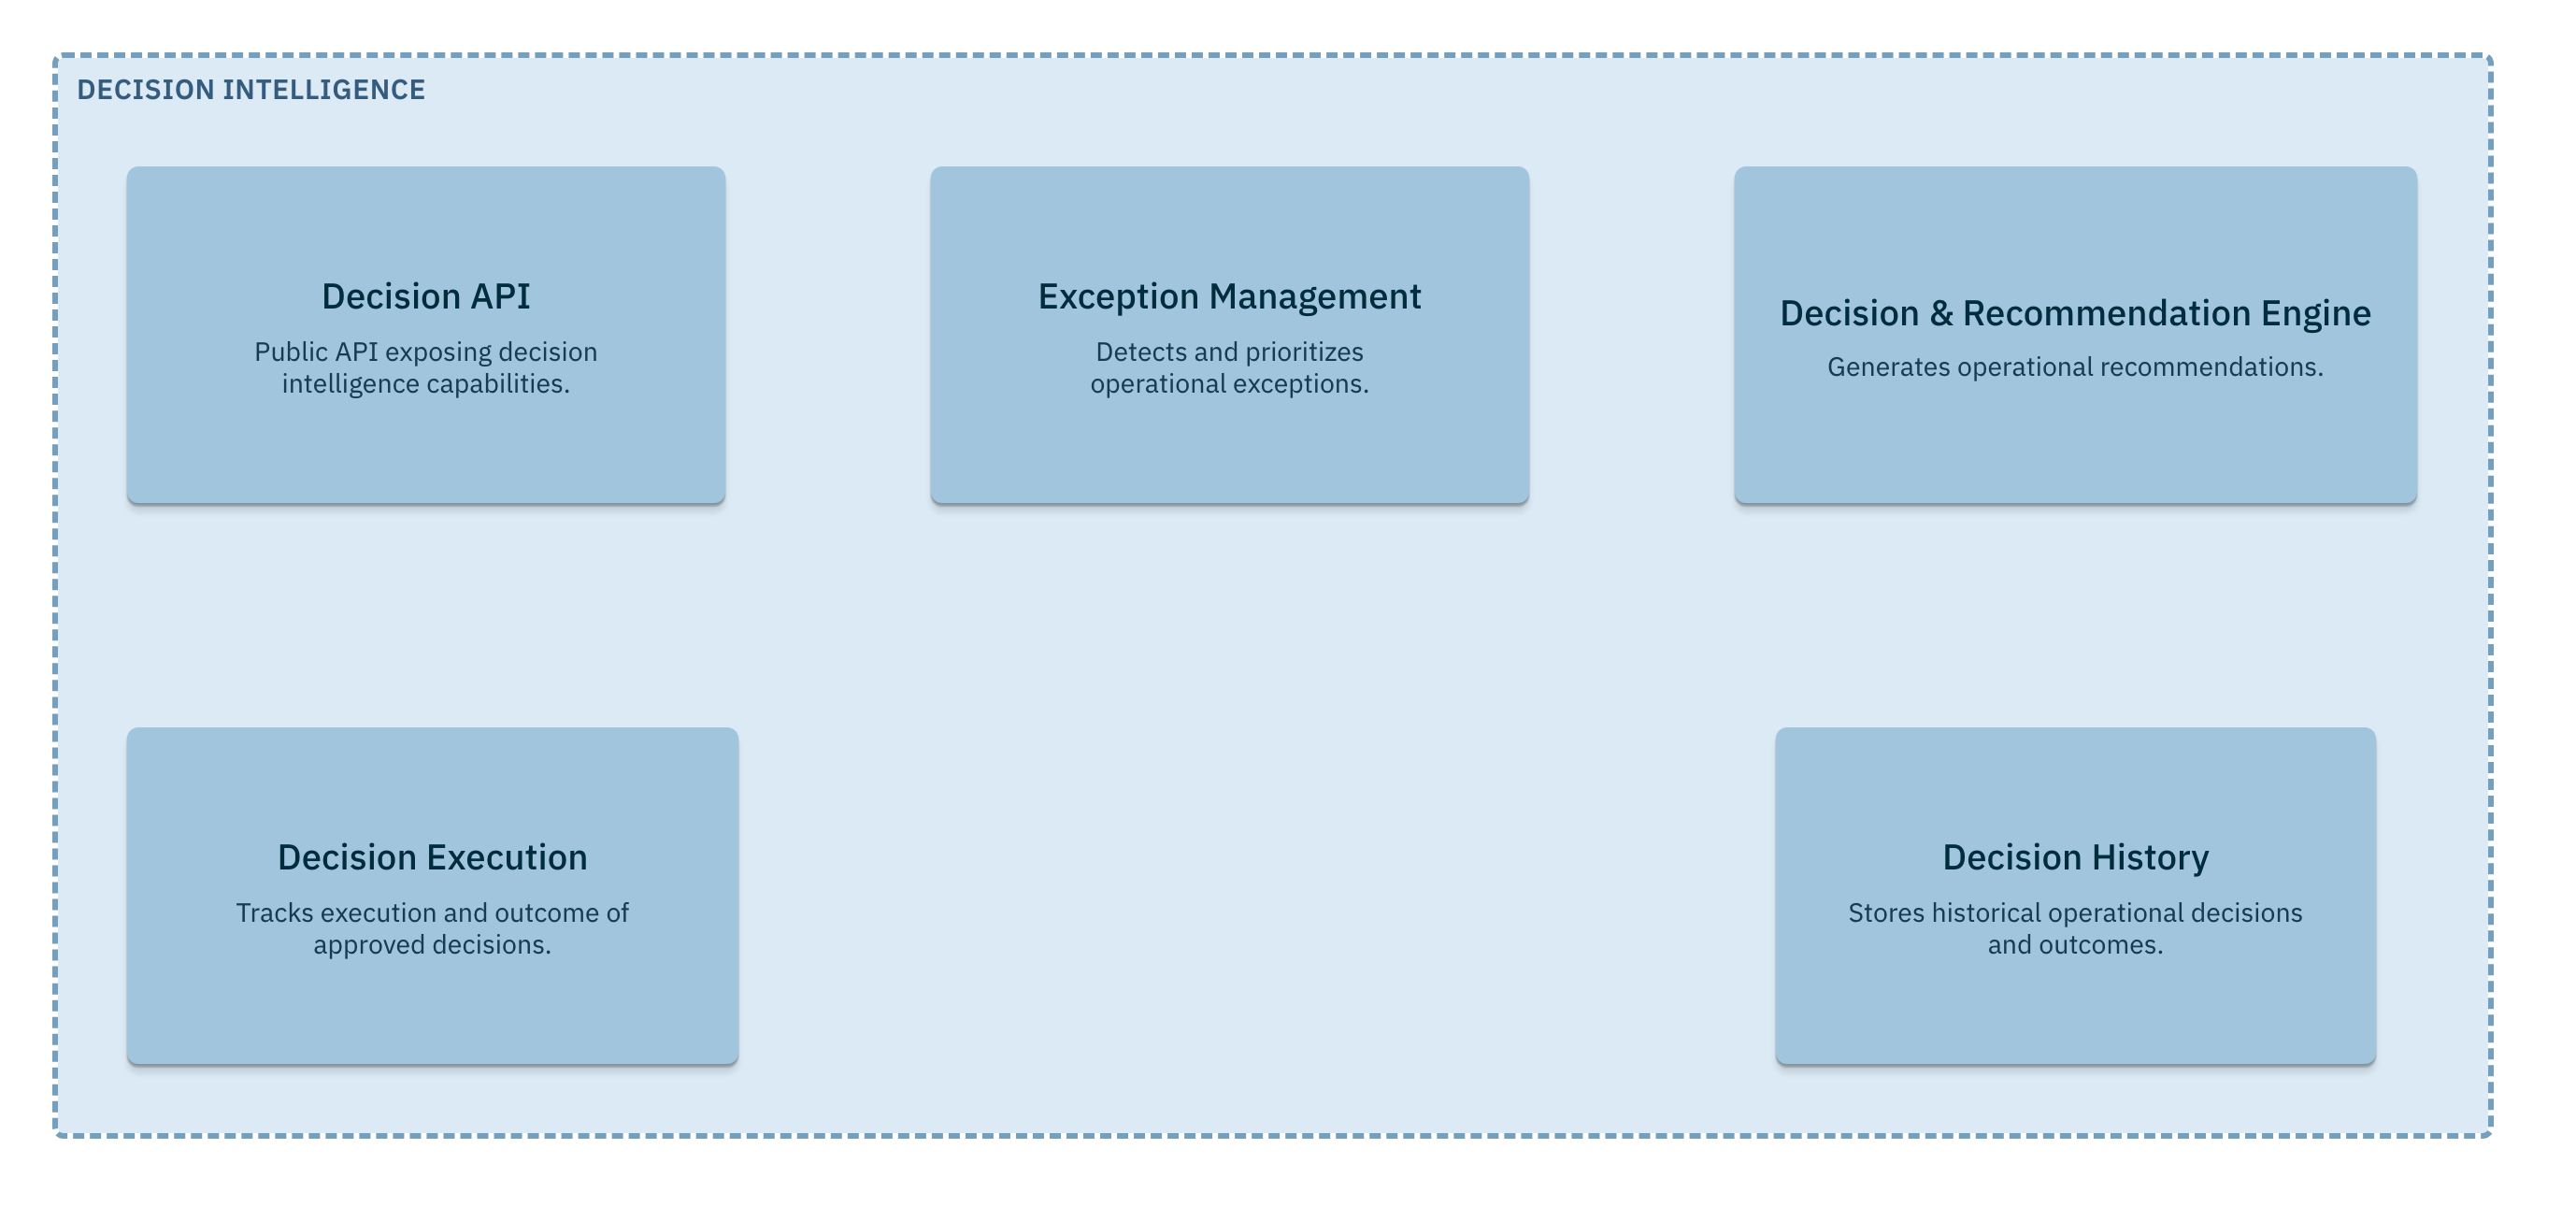 DECISION INTELLIGENCE
Decision API
Public API exposing decision
intelligence capabilities.
Exception Management
Detects and prioritizes
operational exceptions.
Decision & Recommendation Engine
Generates operational recommendations.
Decision Execution
Tracks execution and outcome of
approved decisions.
Decision History
Stores historical operational decisions
and outcomes.